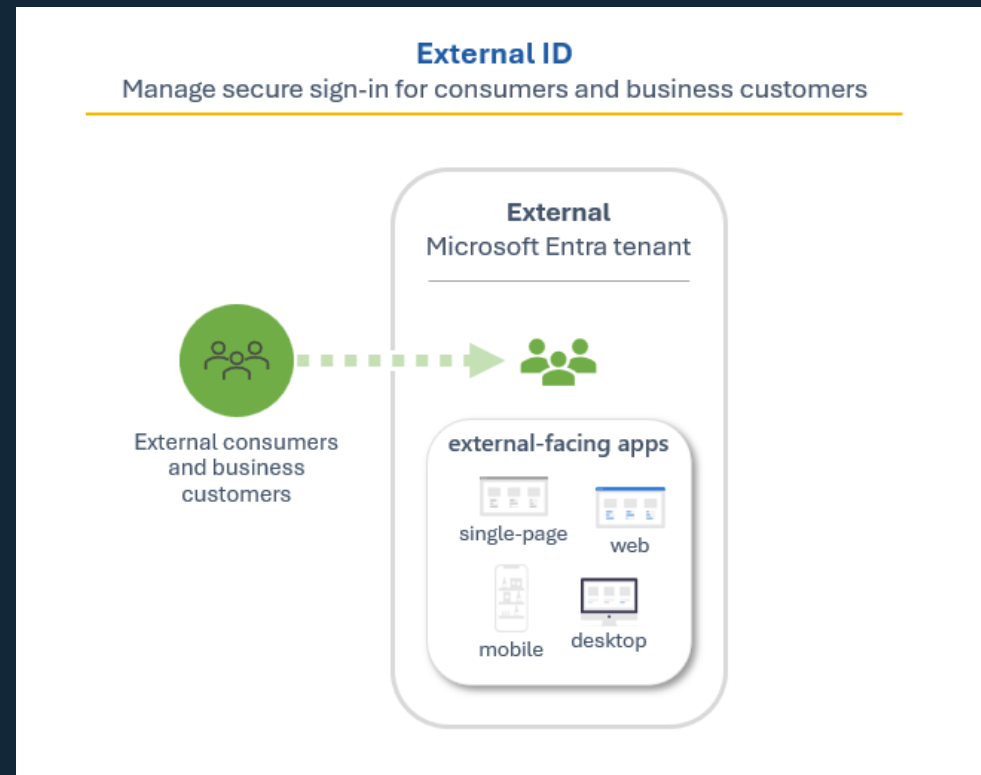 External ID
Manage secure sign-in for consumers and business customers
External
Microsoft Entra tenant
External consumers
and business
customers
external-facing apps
single-page
web
mobile
desktop